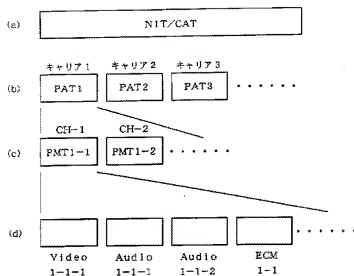 (a) NIT/CAT
キャリア1 キャリア2 キャリア3
(b) PAT1 PAT2 PAT3 ······
CH-1 CH-2
(c) PMT1-1 PMT1-2 ······
(d) ······
Video Audio Audio ECM
1-1-1 1-1-1 1-1-2 1-1